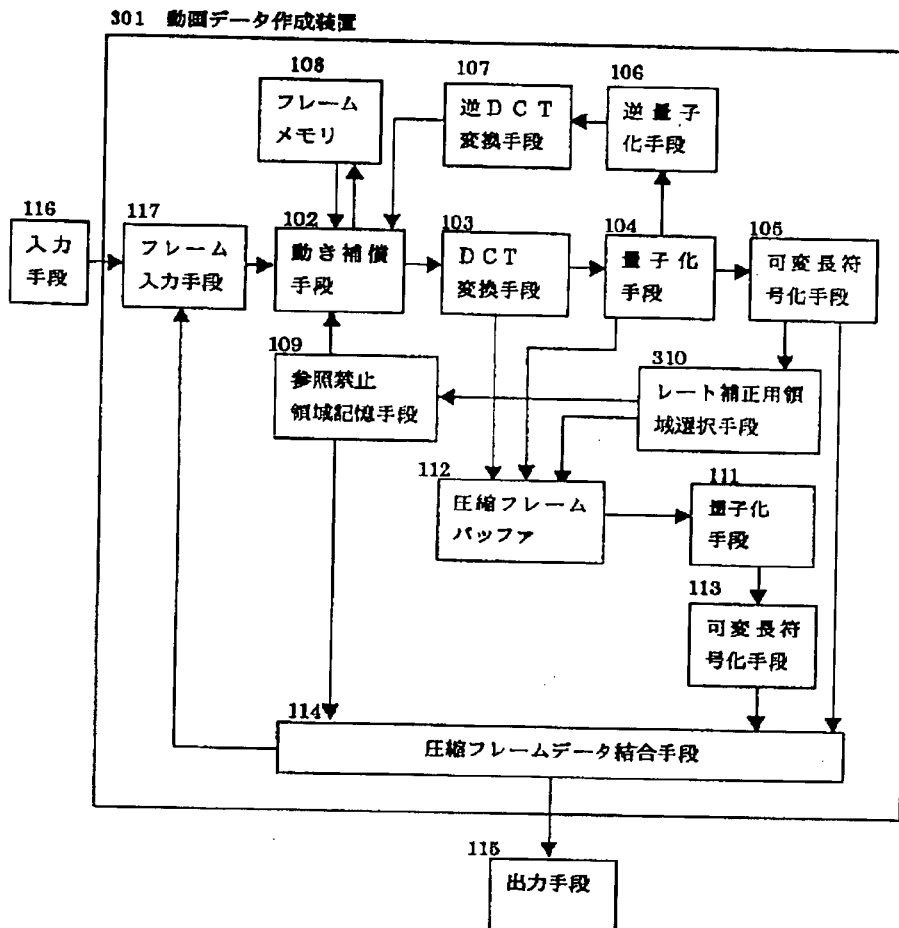 301 動画データ作成装置
108
フレーム
メモリ
107
逆DCT
変換手段
106
逆量子
化手段
116
入力
手段
117
フレーム
入力手段
102
動き補償
手段
103
DCT
変換手段
104
量子化
手段
105
可変長符
号化手段
109
参照禁止
領域記憶手段
310
レート補正用領
域選択手段
112
圧縮フレーム
バッファ
111
量子化
手段
113
可変長符
号化手段
114
圧縮フレームデータ結合手段
115
出力手段